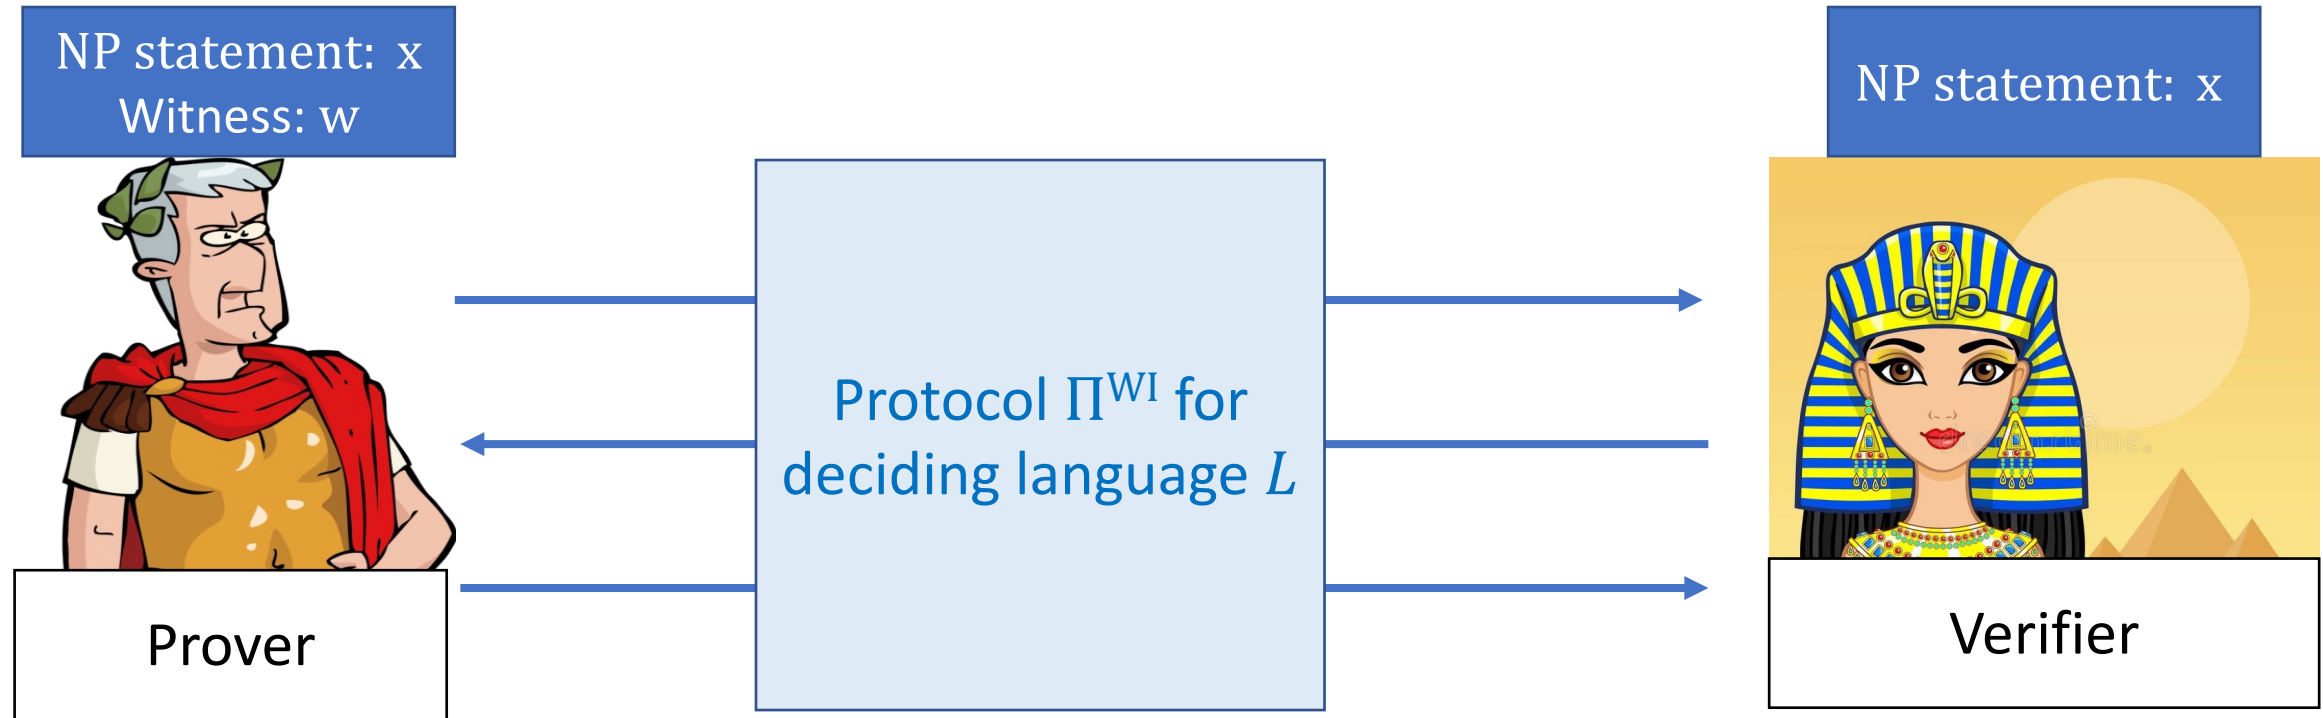 NP statement: x
Witness: w
NP statement: x
Protocol Π^WI for
deciding language L
Prover
Verifier